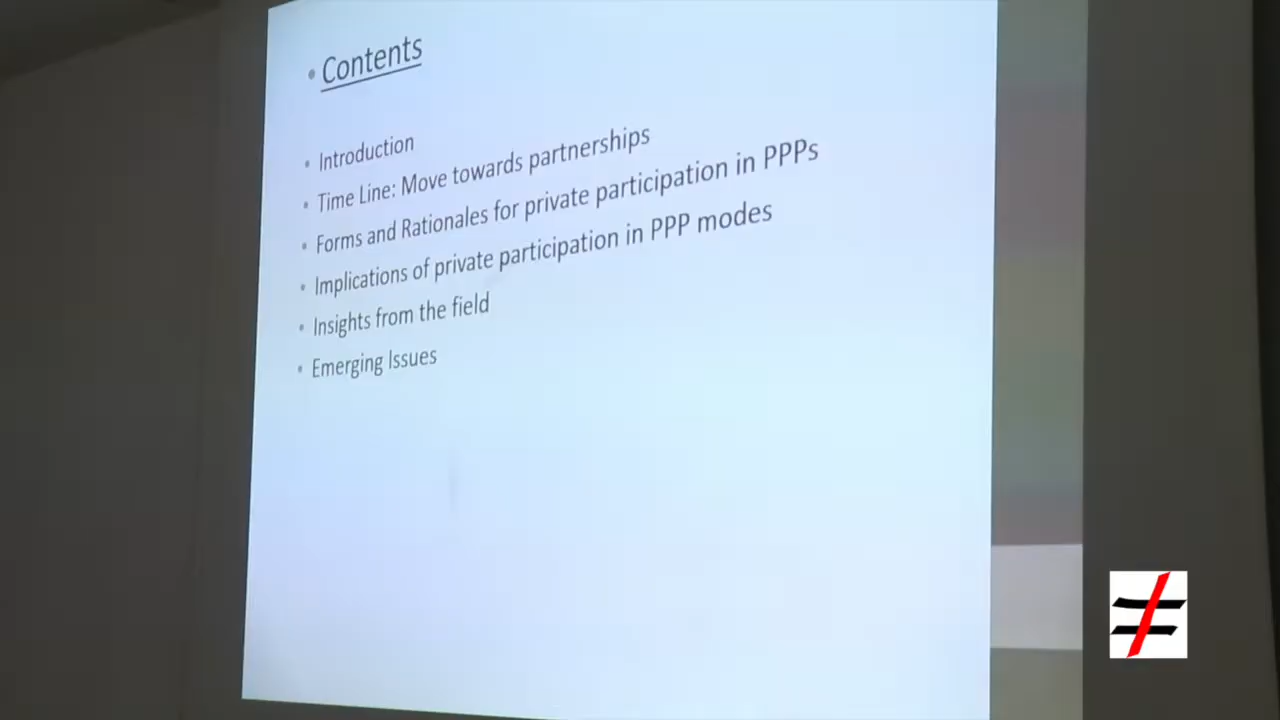 • Contents
• Introduction
• Time Line: Move towards partnerships
• Forms and Rationales for private participation in PPPs
• Implications of private participation in PPP modes
• Insights from the field
• Emerging Issues